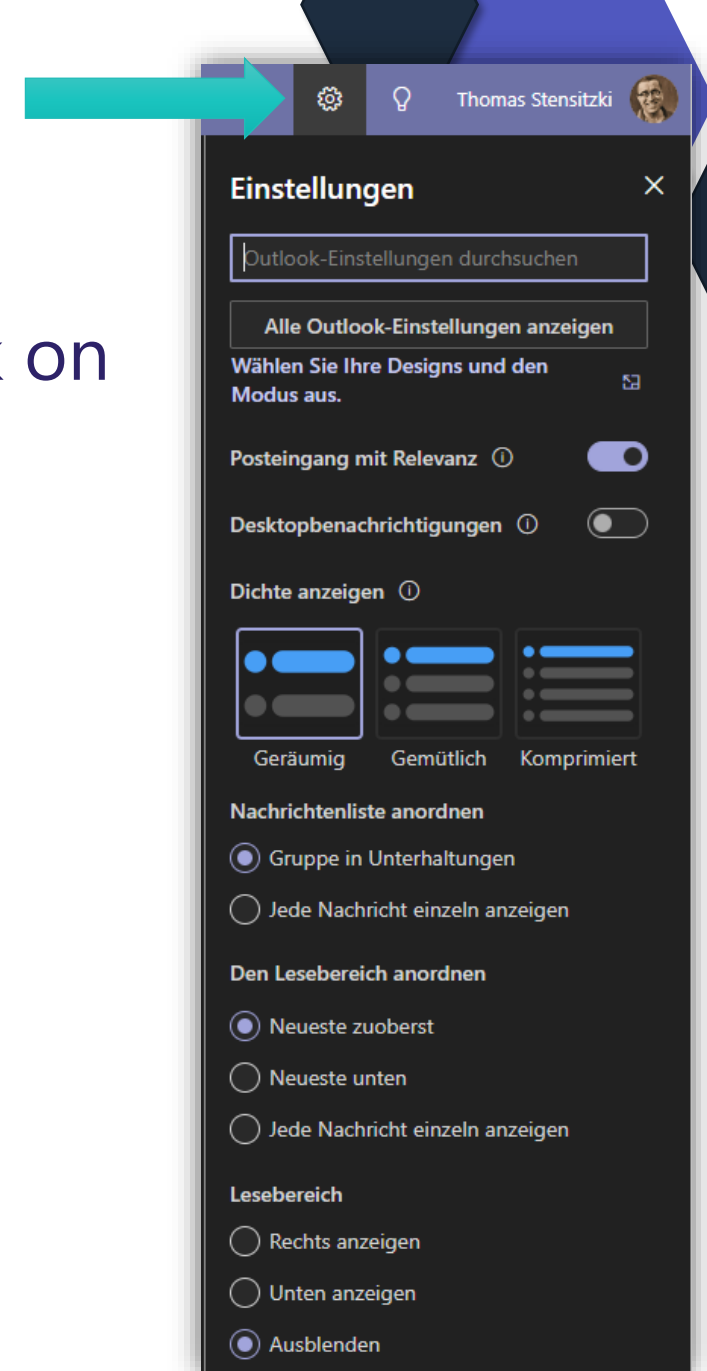 Thomas Stensitzki
Einstellungen
Outlook-Einstellungen durchsuchen
Alle Outlook-Einstellungen anzeigen
on
Wählen Sie Ihre Designs und den
Modus aus.
Posteingang mit Relevanz
Desktopbenachrichtigungen
Dichte anzeigen
Geräumig Gemütlich Komprimiert
Nachrichtenliste anordnen
Gruppe in Unterhaltungen
Jede Nachricht einzeln anzeigen
Den Lesebereich anordnen
Neueste zuoberst
Neueste unten
Jede Nachricht einzeln anzeigen
Lesebereich
Rechts anzeigen
Unten anzeigen
Ausblenden